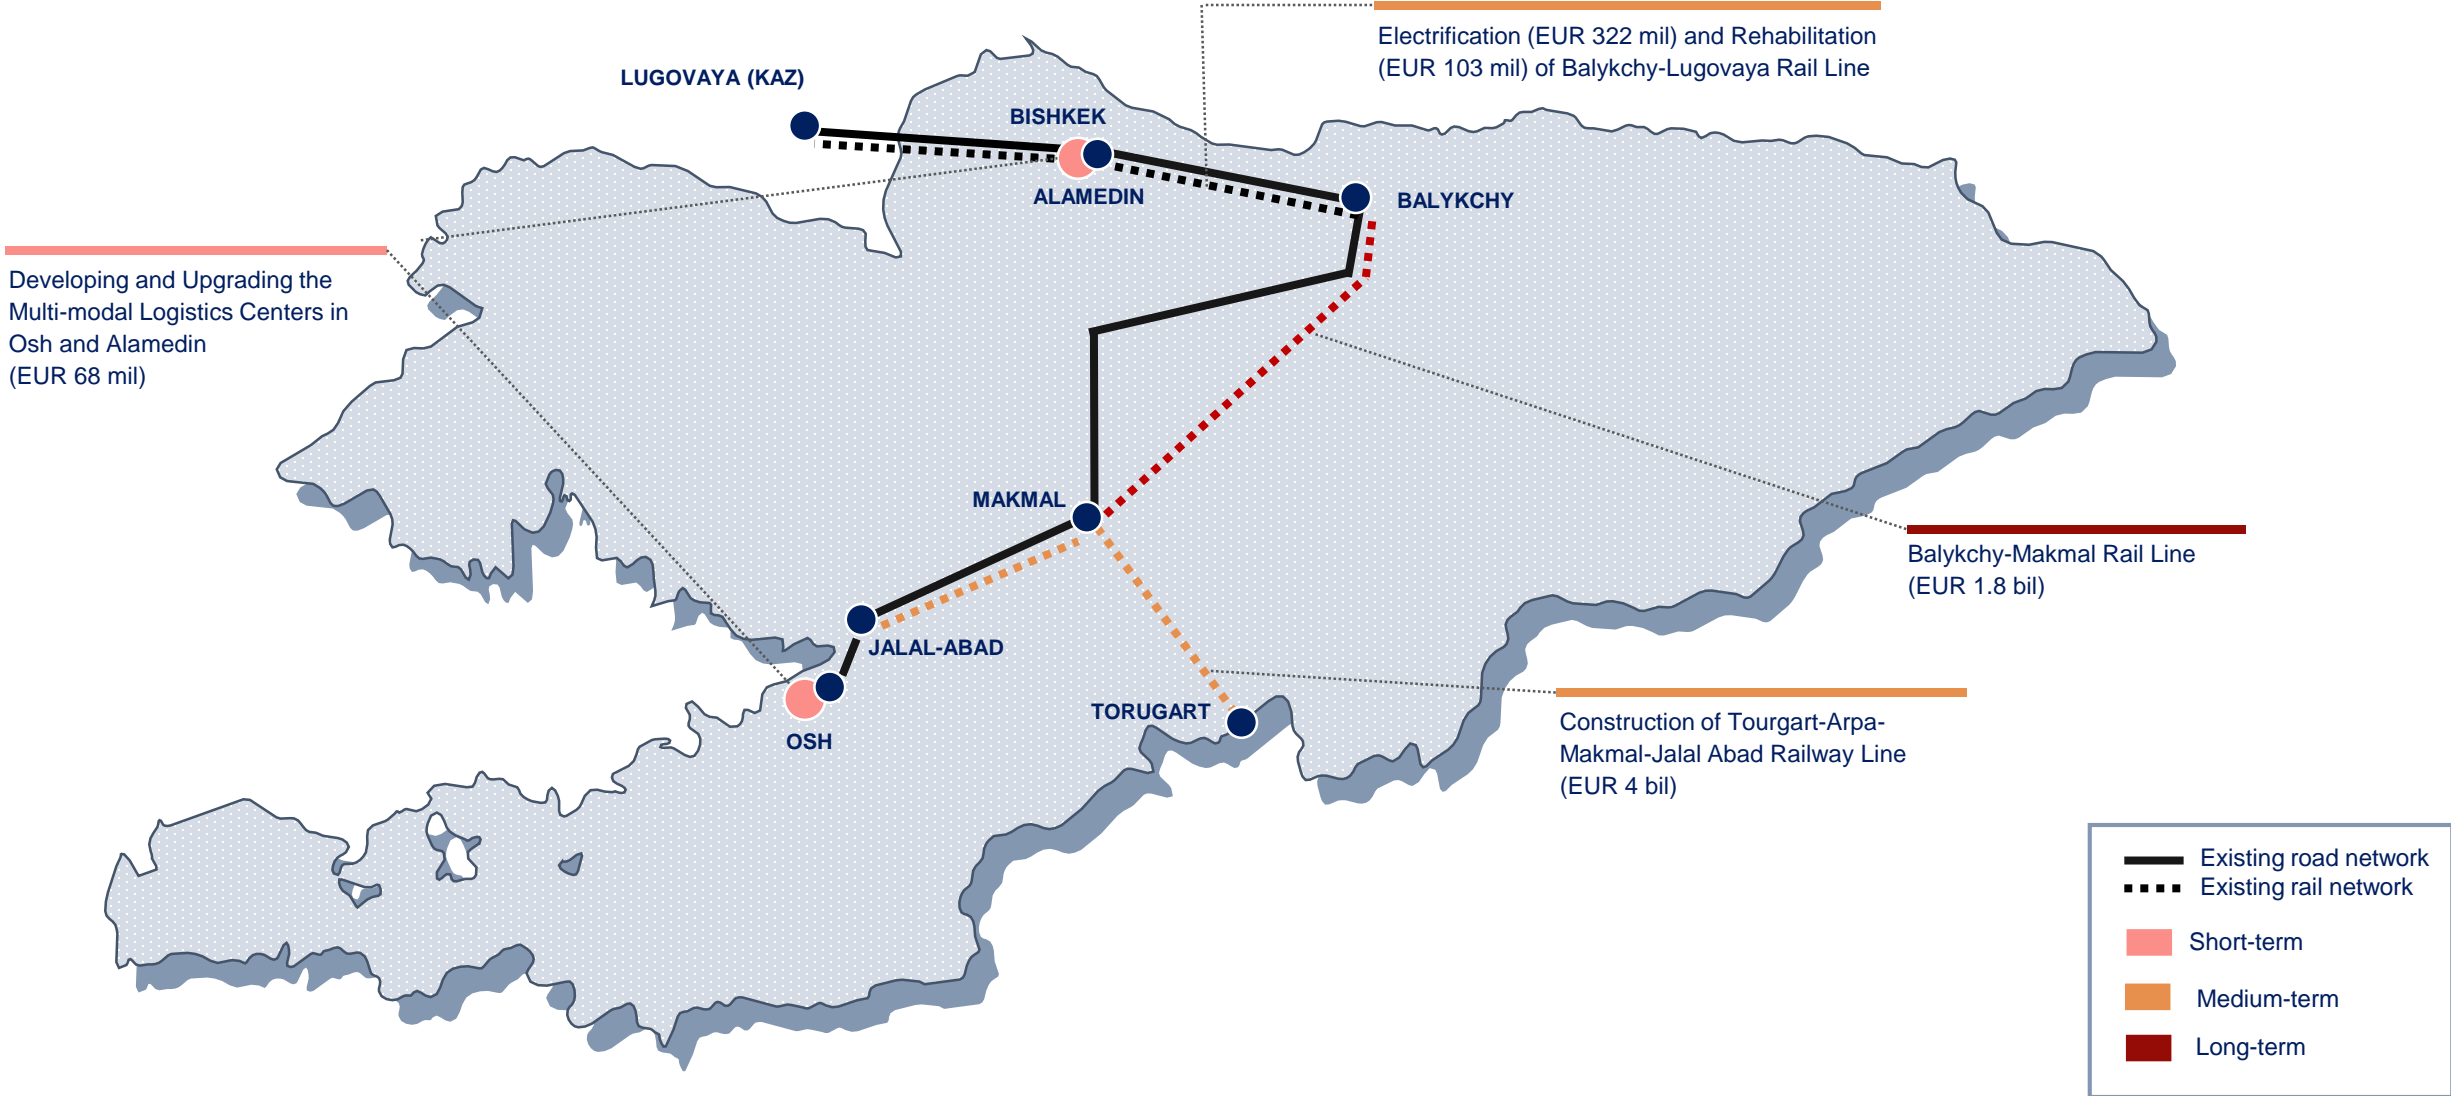 Electrification (EUR 322 mil) and Rehabilitation
(EUR 103 mil) of Balykchy-Lugovaya Rail Line
LUGOVAYA (KAZ)
BISHKEK
ALAMEDIN
BALYKCHY
Developing and Upgrading the
Multi-modal Logistics Centers in
Osh and Alamedin
(EUR 68 mil)
MAKMAL
Balykchy-Makmal Rail Line
(EUR 1.8 bil)
JALAL-ABAD
TORUGART
OSH
Construction of Tourgart-Arpa-
Makmal-Jalal Abad Railway Line
(EUR 4 bil)
Existing road network
Existing rail network
Short-term
Medium-term
Long-term